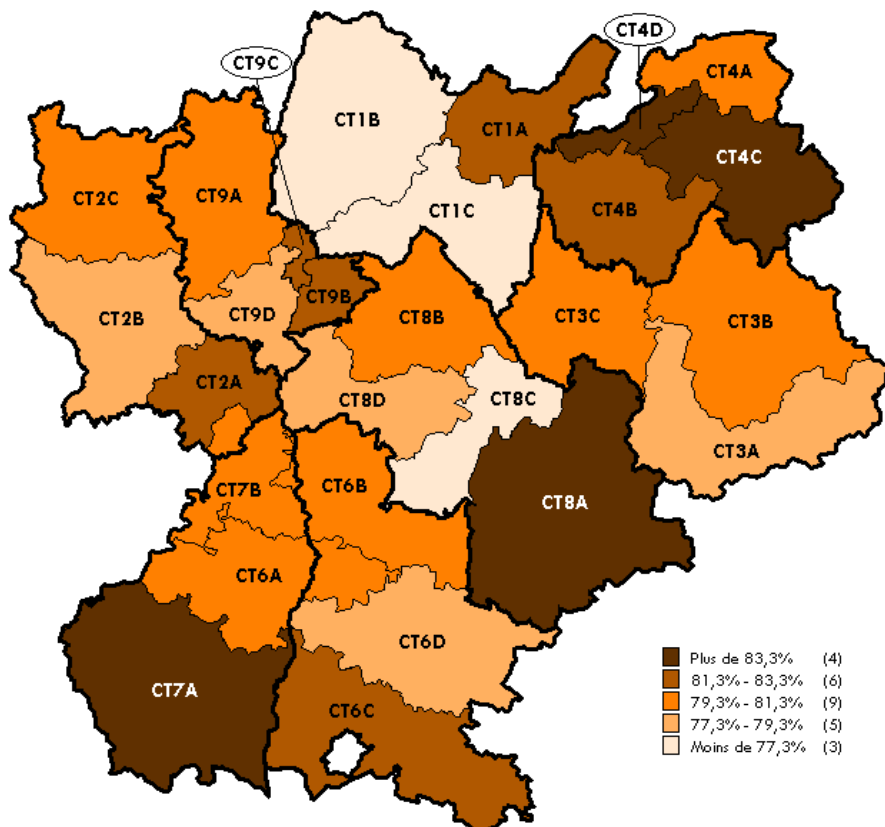 CT4D
CT9C
CT4A
CT1B
CT1A
CT4C
CT2C
CT9A
CT1C
CT4B
CT9B
CT2B
CT9D
CT8B
CT3C
CT3B
CT2A
CT8D
CT8C
CT3A
CT7B
CT6B
CT8A
CT6A
CT6D
CT7A
CT6C
Plus de 83,3% (4)
81,3% - 83,3% (6)
79,3% - 81,3% (9)
77,3% - 79,3% (5)
Moins de 77,3% (3)